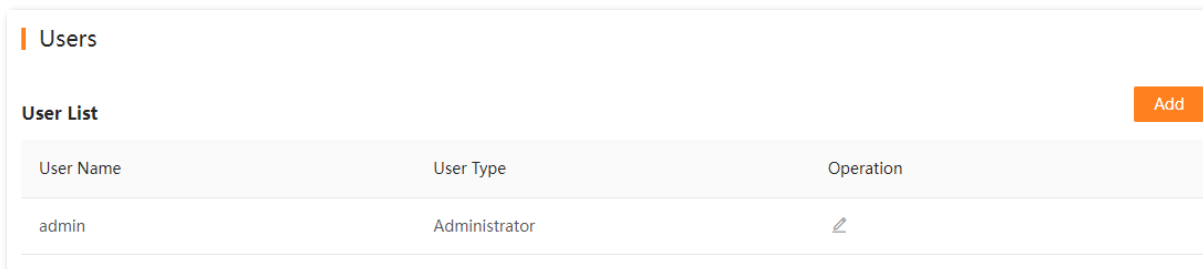 Users
User List
Add
User Name User Type Operation
admin Administrator